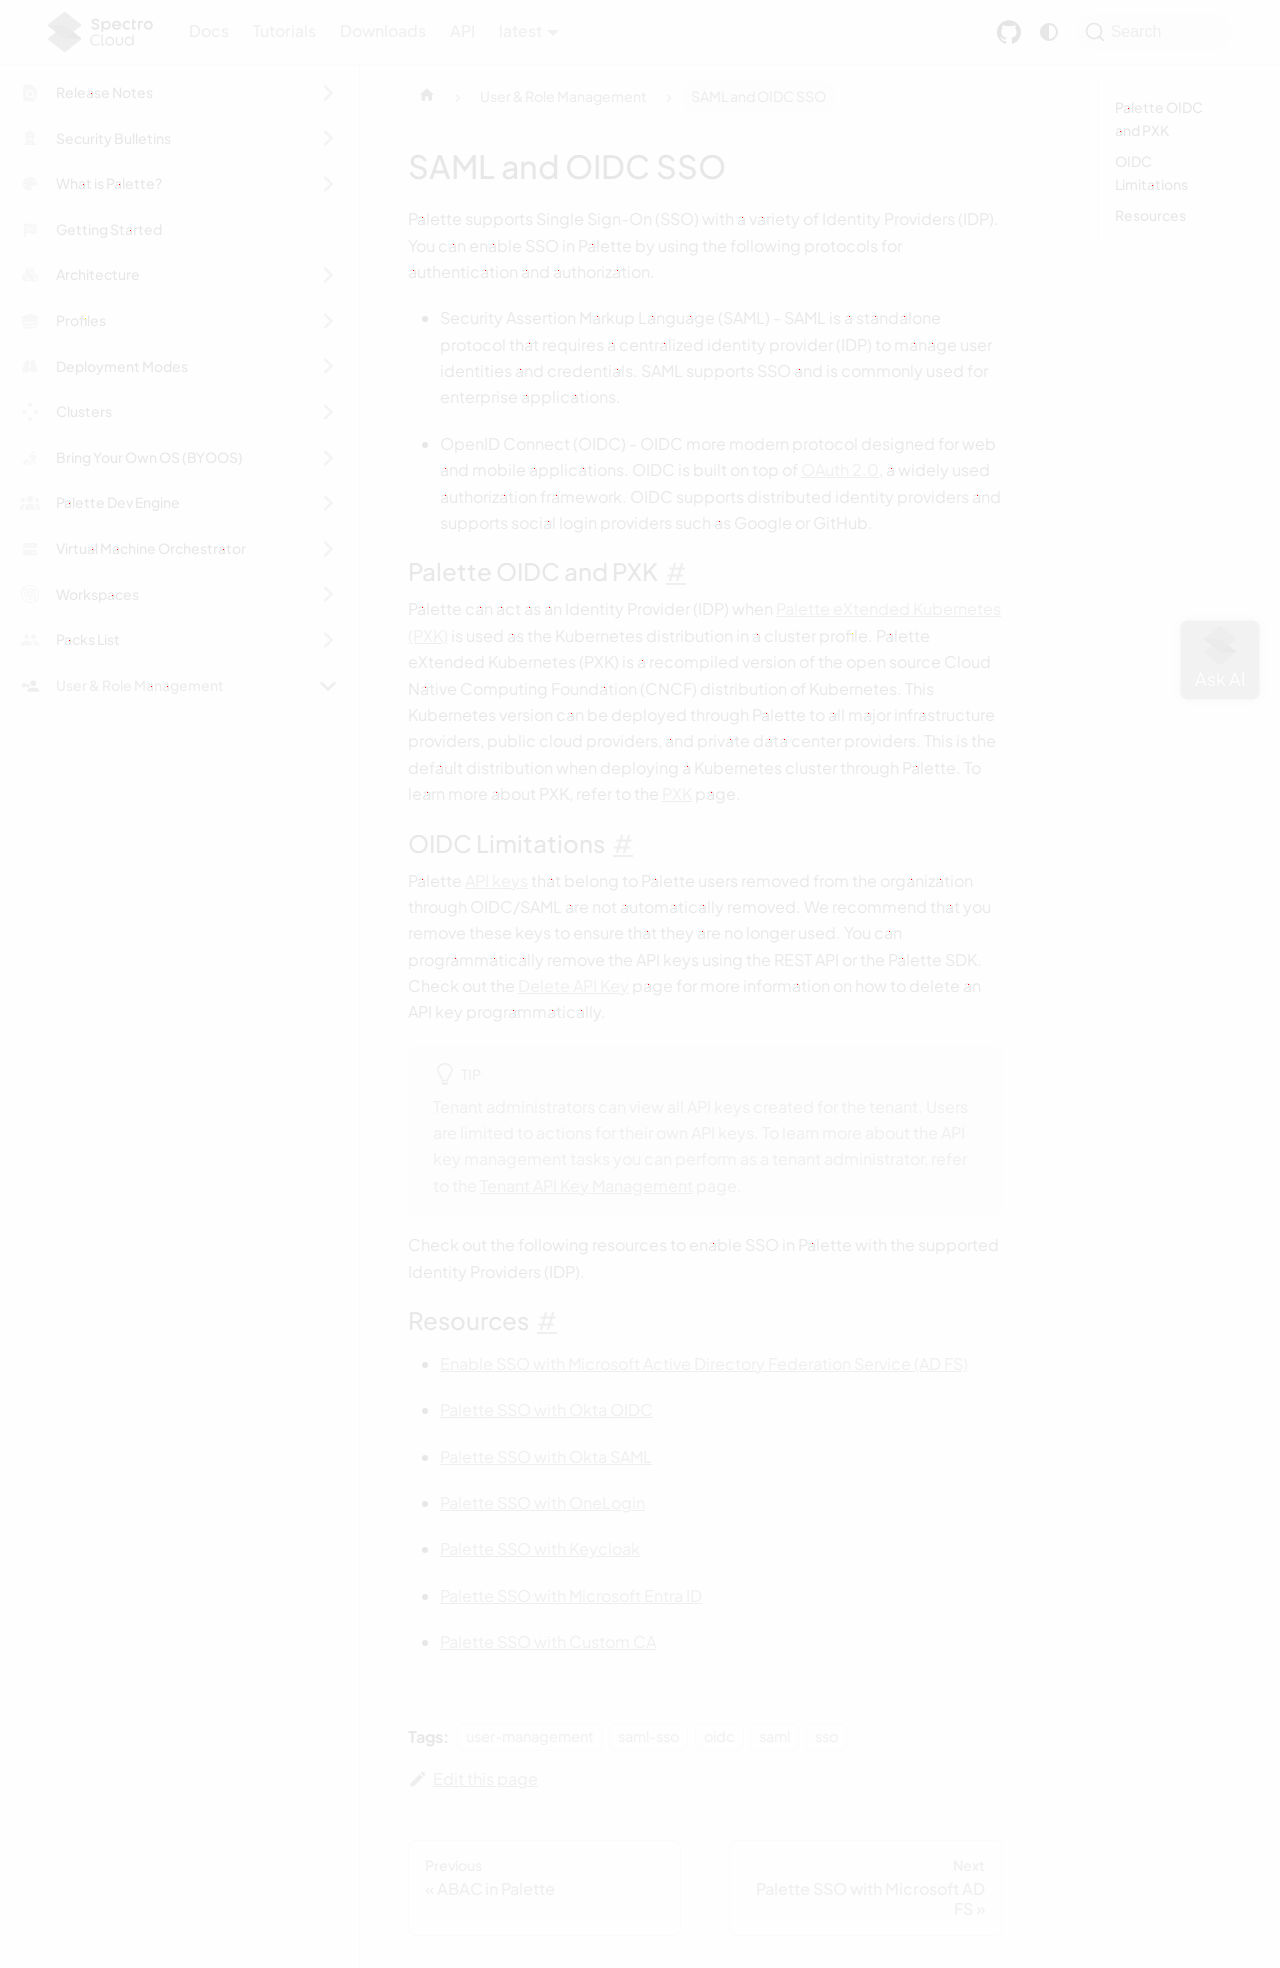 Spectro
Cloud
Docs
Tutorials
Downloads
API
latest
Search
Release Notes
Security Bulletins
What is Palette?
Getting Started
Architecture
Profiles
Deployment Modes
Clusters
Bring Your Own OS (BYOOS)
Palette Dev Engine
Virtual Machine Orchestrator
Workspaces
Packs List
User & Role Management
User & Role Management
SAML and OIDC SSO
SAML and OIDC SSO
Palette supports Single Sign-On (SSO) with a variety of Identity Providers (IDP).
You can enable SSO in Palette by using the following protocols for
authentication and authorization.
Security Assertion Markup Language (SAML) - SAML is a standalone
protocol that requires a centralized identity provider (IDP) to manage user
identities and credentials. SAML supports SSO and is commonly used for
enterprise applications.
OpenID Connect (OIDC) - OIDC more modern protocol designed for web
and mobile applications. OIDC is built on top of OAuth 2.0, a widely used
authorization framework. OIDC supports distributed identity providers and
supports social login providers such as Google or GitHub.
Palette OIDC and PXK #
Palette can act as an Identity Provider (IDP) when Palette eXtended Kubernetes
(PXK) is used as the Kubernetes distribution in a cluster profile. Palette
eXtended Kubernetes (PXK) is a recompiled version of the open source Cloud
Native Computing Foundation (CNCF) distribution of Kubernetes. This
Kubernetes version can be deployed through Palette to all major infrastructure
providers, public cloud providers, and private data center providers. This is the
default distribution when deploying a Kubernetes cluster through Palette. To
learn more about PXK, refer to the PXK page.
OIDC Limitations #
Palette API keys that belong to Palette users removed from the organization
through OIDC/SAML are not automatically removed. We recommend that you
remove these keys to ensure that they are no longer used. You can
programmatically remove the API keys using the REST API or the Palette SDK.
Check out the Delete API Key page for more information on how to delete an
API key programmatically.
TIP
Tenant administrators can view all API keys created for the tenant. Users
are limited to actions for their own API keys. To learn more about the API
key management tasks you can perform as a tenant administrator, refer
to the Tenant API Key Management page.
Check out the following resources to enable SSO in Palette with the supported
Identity Providers (IDP).
Resources #
Enable SSO with Microsoft Active Directory Federation Service (AD FS)
Palette SSO with Okta OIDC
Palette SSO with Okta SAML
Palette SSO with OneLogin
Palette SSO with Keycloak
Palette SSO with Microsoft Entra ID
Palette SSO with Custom CA
Tags: user-management saml-sso oidc saml sso
Edit this page
Previous
« ABAC in Palette
Next
Palette SSO with Microsoft AD
FS »
Palette OIDC
and PXK
OIDC
Limitations
Resources
Ask AI